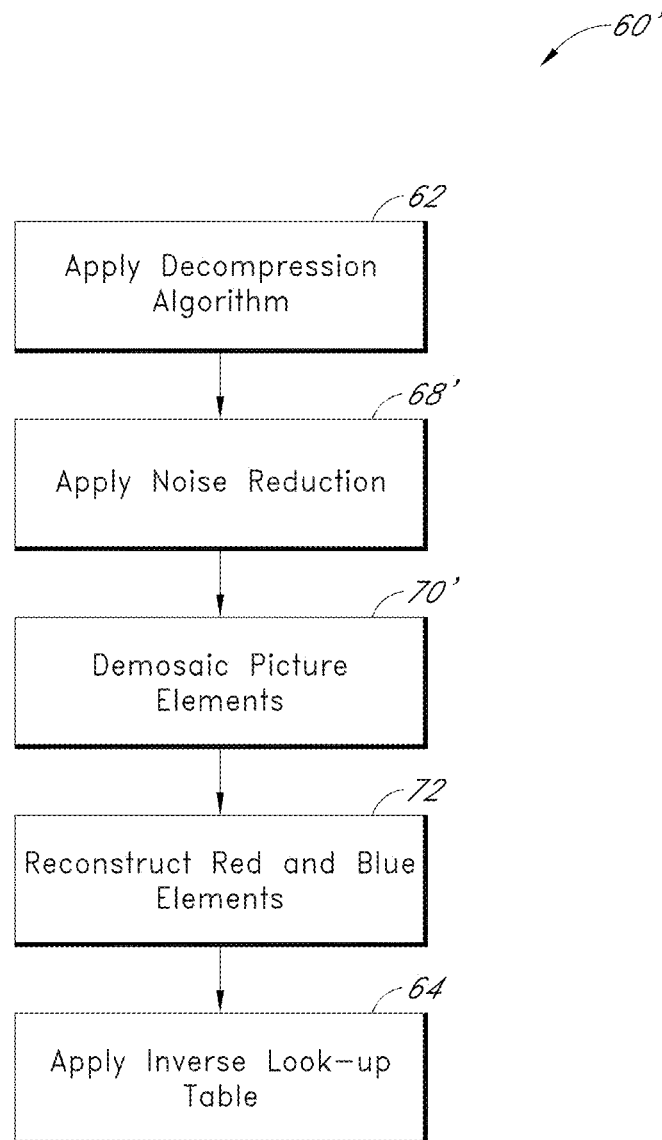 60'
62
Apply Decompression
Algorithm
68'
Apply Noise Reduction
70'
Demosaic Picture
Elements
72
Reconstruct Red and Blue
Elements
64
Apply Inverse Look-up
Table